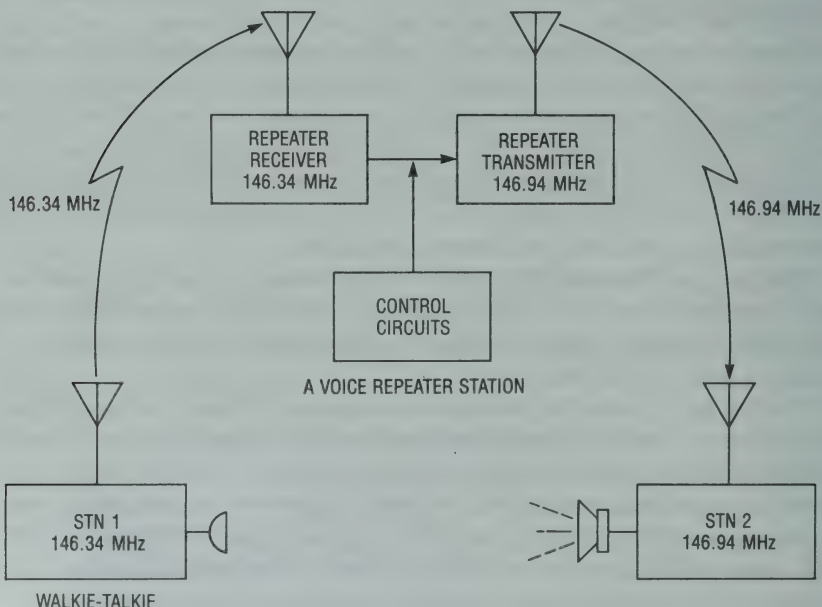 REPEATER
RECEIVER
146.34 MHz
REPEATER
TRANSMITTER
146.94 MHz
146.34 MHz
146.94 MHz
CONTROL
CIRCUITS
A VOICE REPEATER STATION
STN 1
146.34 MHz
STN 2
146.94 MHz
WALKIE-TALKIE